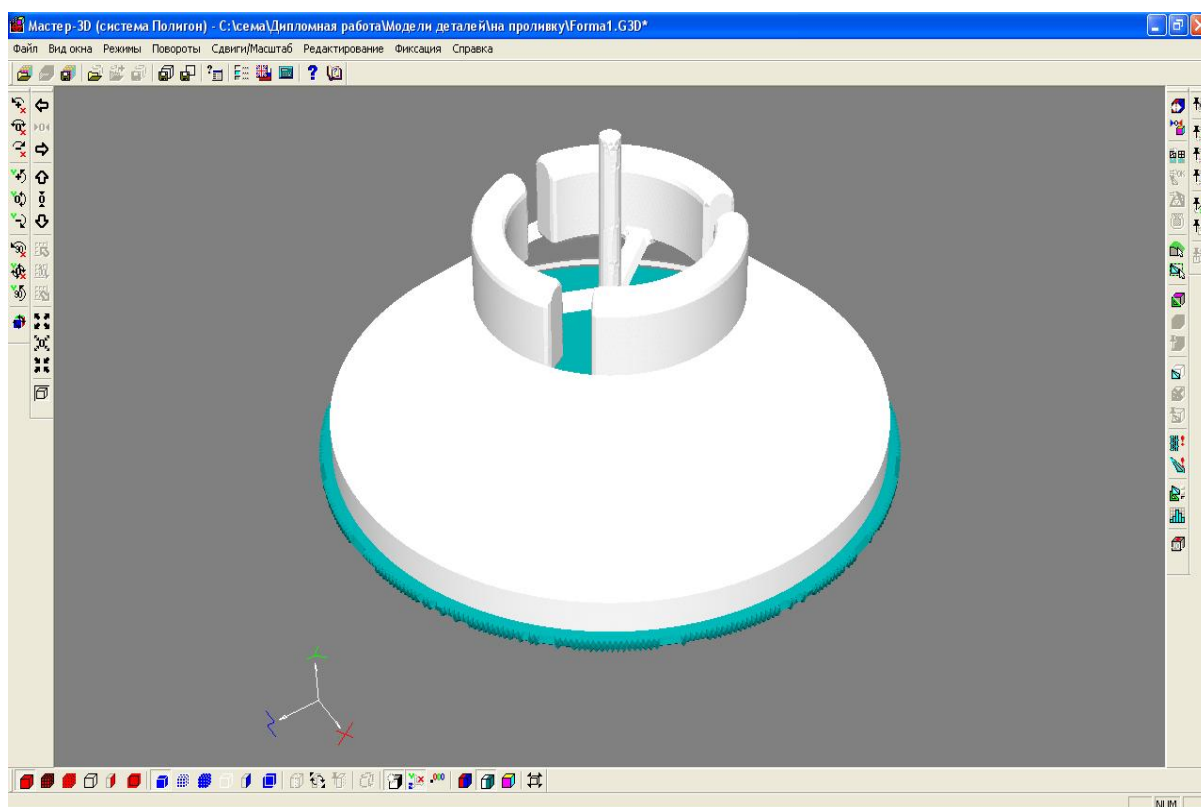 Мастер-3D (система Полигон) - C:\сема\Дипломная работа\Модели деталей\на проливку\Forma1.G3D*
Файл Вид окна Режимы Повороты Сдвиги/Масштаб Редактирование Фиксация Справка
Y
Z
X
NUM